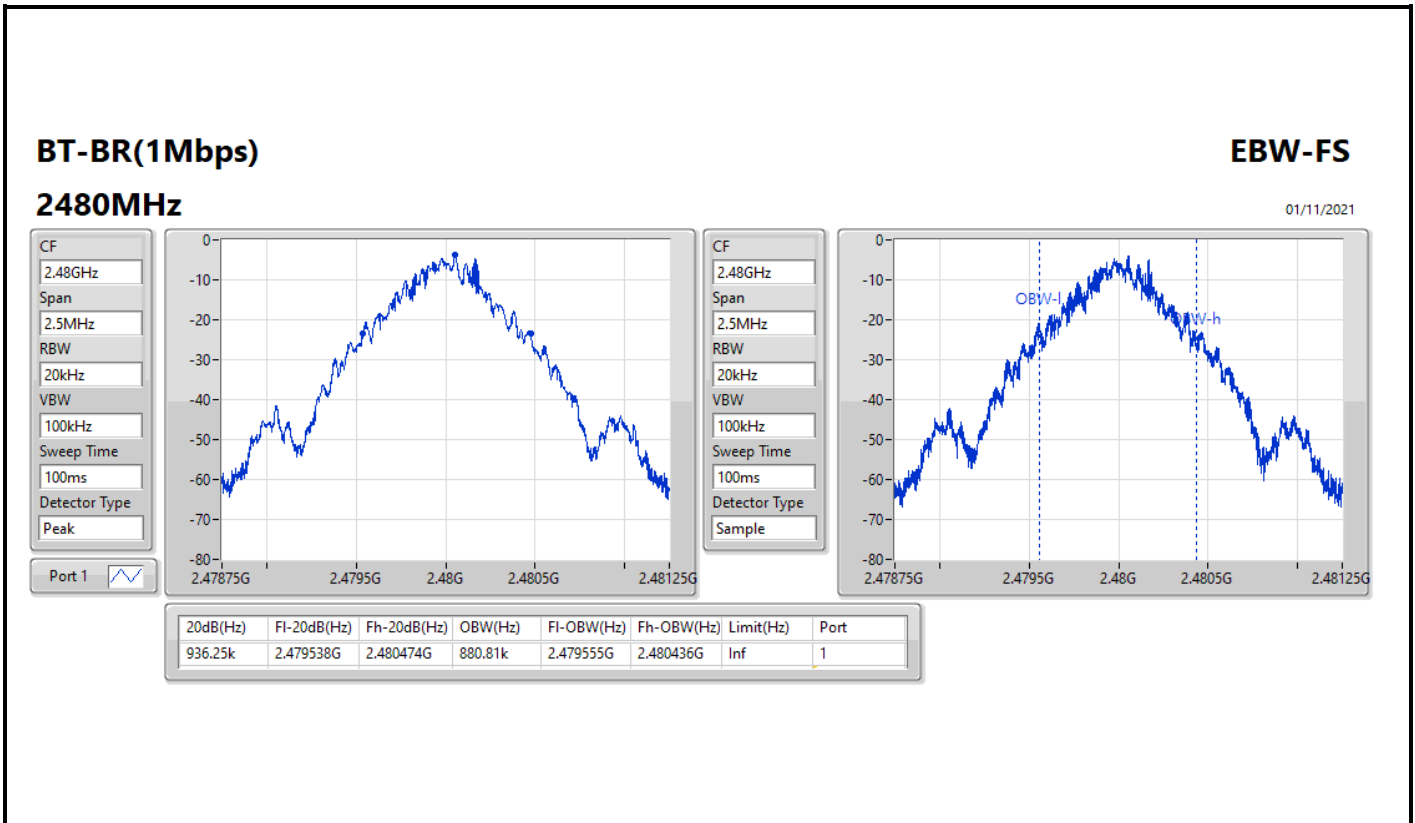 BT-BR(1Mbps)
EBW-FS
2480MHz
01/11/2021
CF
2.48GHz
Span
2.5MHz
RBW
20kHz
VBW
100kHz
Sweep Time
100ms
Detector Type
Peak
Port 1
0
-10
-20
-30
-40
-50
-60
-70
-80
2.47875G 2.4795G 2.48G 2.4805G 2.48125G
CF
2.48GHz
Span
2.5MHz
RBW
20kHz
VBW
100kHz
Sweep Time
100ms
Detector Type
Sample
0
-10
-20
-30
-40
-50
-60
-70
-80
OBW-l
OBW-h
2.47875G 2.4795G 2.48G 2.4805G 2.48125G
20dB(Hz) Fl-20dB(Hz) Fh-20dB(Hz) OBW(Hz) Fl-OBW(Hz) Fh-OBW(Hz) Limit(Hz) Port
936.25k 2.479538G 2.480474G 880.81k 2.479555G 2.480436G Inf 1